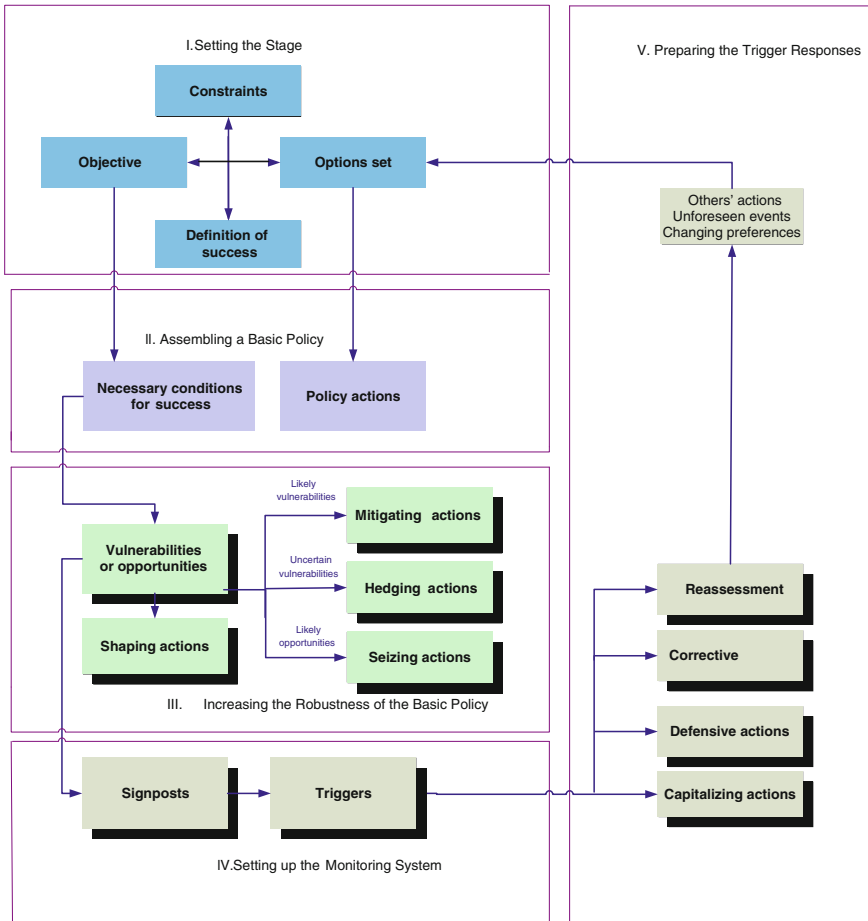 I.Setting the Stage
Constraints
Objective
Options set
Definition of
success
II. Assembling a Basic Policy
Necessary conditions
for success
Policy actions
Likely
vulnerabilities
Mitigating actions
Vulnerabilities
or opportunities
Uncertain
vulnerabilities
Hedging actions
Shaping actions
Likely
opportunities
Seizing actions
III. Increasing the Robustness of the Basic Policy
Signposts
Triggers
IV.Setting up the Monitoring System
V. Preparing the Trigger Responses
Others’ actions
Unforeseen events
Changing preferences
Reassessment
Corrective
Defensive actions
Capitalizing actions